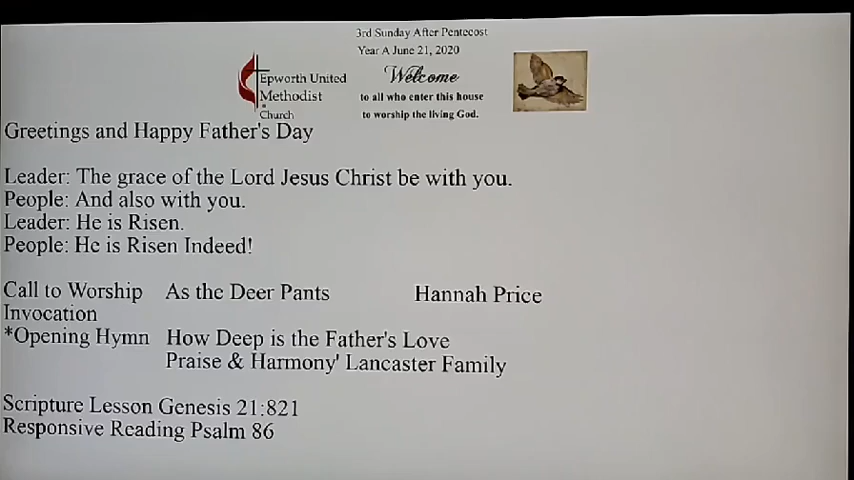 3rd Sunday After Pentecost
Year A June 21, 2020
Welcome
to all who enter this house
to worship the living God.
Epworth United
Methodist
Church
Greetings and Happy Father's Day
Leader: The grace of the Lord Jesus Christ be with you.
People: And also with you.
Leader: He is Risen.
People: He is Risen Indeed!
Call to Worship As the Deer Pants Hannah Price
Invocation
*Opening Hymn How Deep is the Father's Love
Praise & Harmony' Lancaster Family
Scripture Lesson Genesis 21:821
Responsive Reading Psalm 86